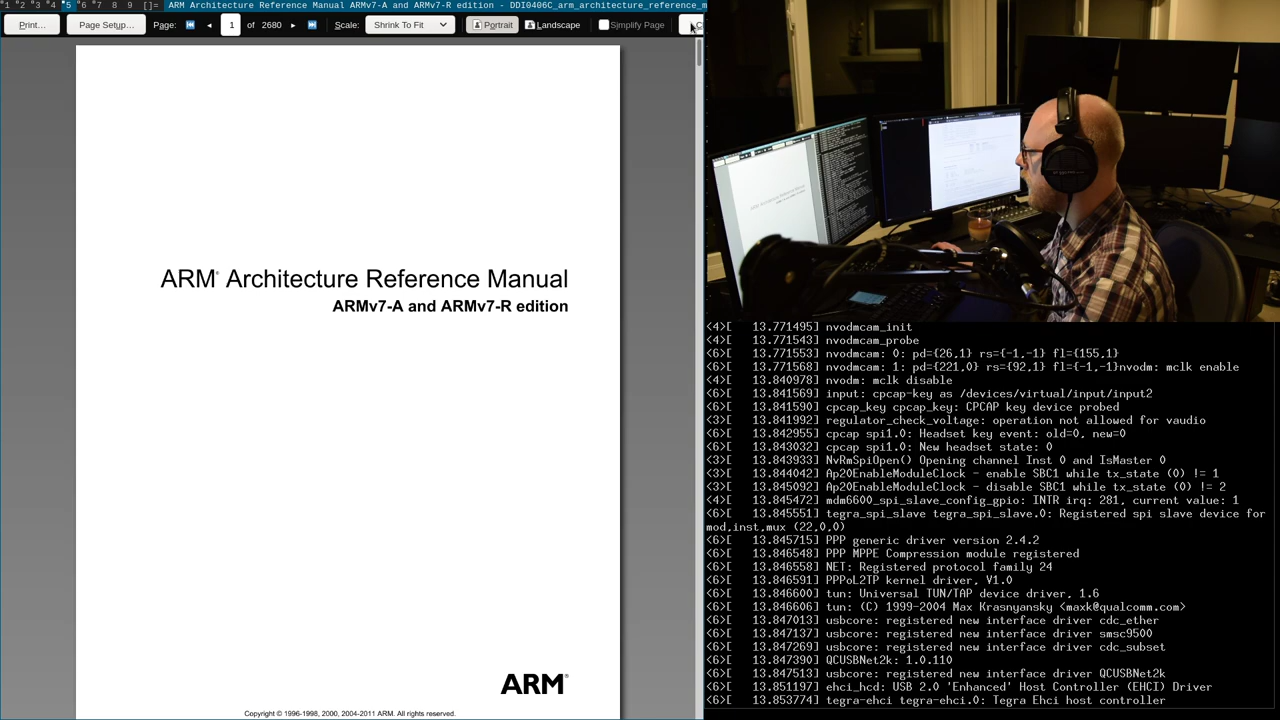 1 2 3 4 5 6 7 8 9 []= ARM Architecture Reference Manual ARMv7-A and ARMv7-R edition - DDI0406C_arm_architecture_reference_m
Print... Page Setup... Page: 1 of 2680 Scale: Shrink To Fit Portrait Landscape Simplify Page
ARM® Architecture Reference Manual
ARMv7-A and ARMv7-R edition
ARM®
Copyright © 1996-1998, 2000, 2004-2011 ARM. All rights reserved.
<4>[   13.771495] nvodmcam_init
<4>[   13.771543] nvodmcam_probe
<6>[   13.771553] nvodmcam: 0: pd={26,1} rs={-1,-1} fl={155,1}
<6>[   13.771568] nvodmcam: 1: pd={221,0} rs={92,1} fl={-1,-1}nvodm: mclk enable
<4>[   13.840978] nvodm: mclk disable
<6>[   13.841569] input: cpcap-key as /devices/virtual/input/input2
<6>[   13.841590] cpcap_key cpcap_key: CPCAP key device probed
<3>[   13.841992] regulator_check_voltage: operation not allowed for vaudio
<6>[   13.842955] cpcap spi1.0: Headset key event: old=0, new=0
<6>[   13.843032] cpcap spi1.0: New headset state: 0
<3>[   13.843933] NvRmSpiOpen() Opening channel Inst 0 and IsMaster 0
<3>[   13.844042] Ap20EnableModuleClock - enable SBC1 while tx_state (0) != 1
<3>[   13.845092] Ap20EnableModuleClock - disable SBC1 while tx_state (0) != 2
<4>[   13.845472] mdm6600_spi_slave_config_gpio: INTR irq: 281, current value: 1
<6>[   13.845551] tegra_spi_slave tegra_spi_slave.0: Registered spi slave device for
mod,inst,mux (22,0,0)
<6>[   13.845715] PPP generic driver version 2.4.2
<6>[   13.846548] PPP MPPE Compression module registered
<6>[   13.846558] NET: Registered protocol family 24
<6>[   13.846591] PPPoL2TP kernel driver, V1.0
<6>[   13.846600] tun: Universal TUN/TAP device driver, 1.6
<6>[   13.846606] tun: (C) 1999-2004 Max Krasnyansky <maxk@qualcomm.com>
<6>[   13.847013] usbcore: registered new interface driver cdc_ether
<6>[   13.847137] usbcore: registered new interface driver smsc9500
<6>[   13.847269] usbcore: registered new interface driver cdc_subset
<6>[   13.847390] QCUSBNet2k: 1.0.110
<6>[   13.847513] usbcore: registered new interface driver QCUSBNet2k
<6>[   13.851197] ehci_hcd: USB 2.0 'Enhanced' Host Controller (EHCI) Driver
<6>[   13.853774] tegra-ehci tegra-ehci.0: Tegra Ehci host controller